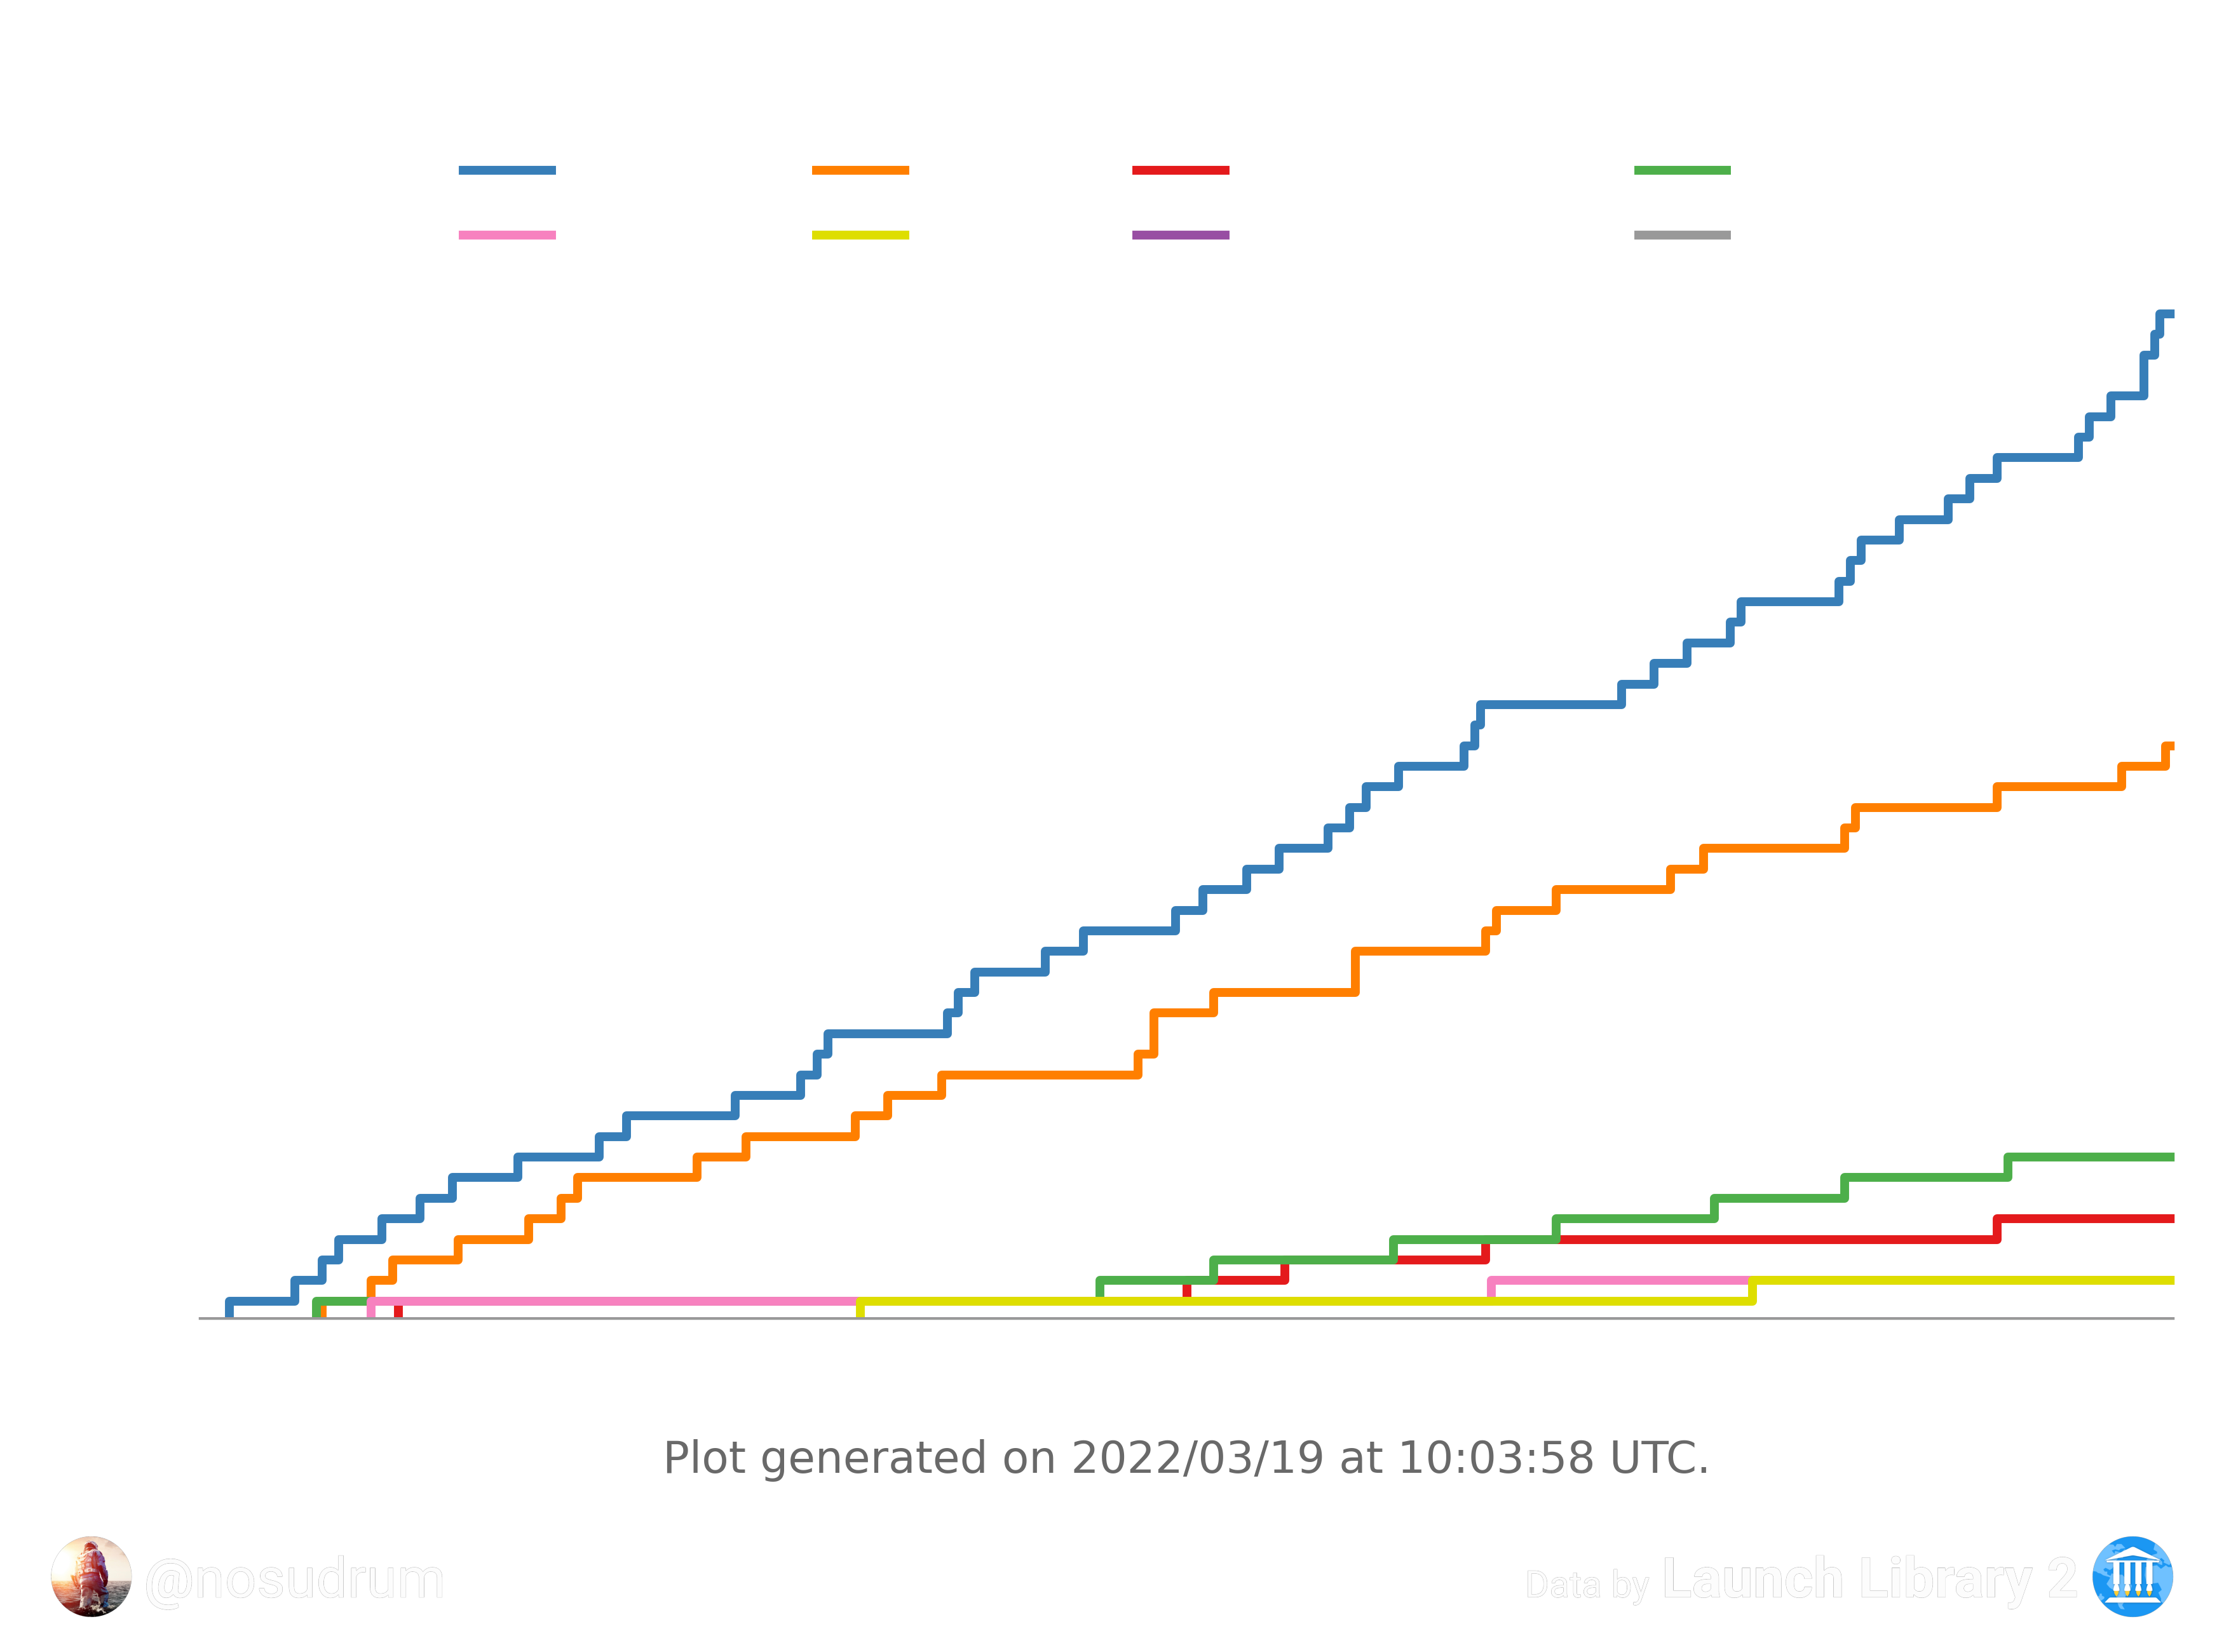 Plot generated on 2022/03/19 at 10:03:58 UTC.
@nosudrum
Data by Launch Library 2